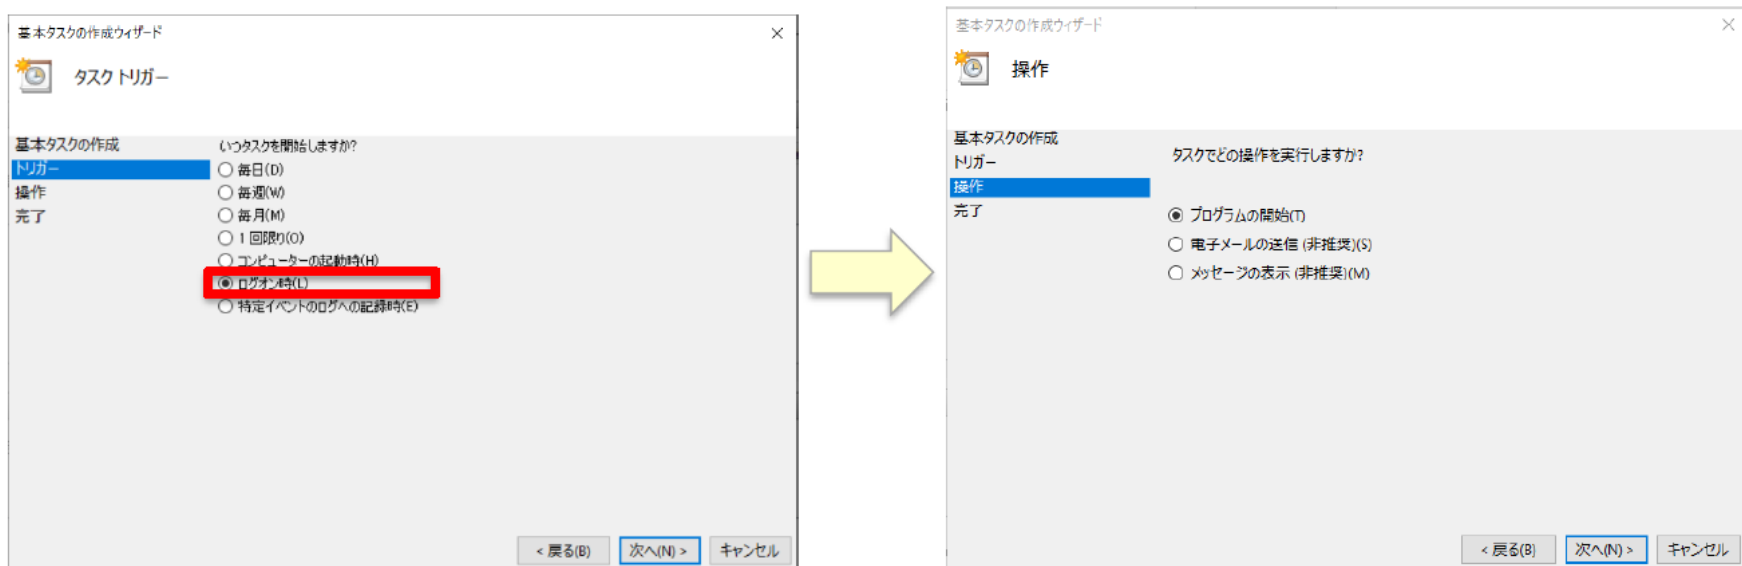 基本タスクの作成ウィザード
タスク トリガー
基本タスクの作成
トリガー
操作
完了
いつタスクを開始しますか?
毎日(D)
毎週(W)
毎月(M)
1 回限り(O)
コンピューターの起動時(H)
ログオン時(L)
特定イベントのログへの記録時(E)
< 戻る(B)
次へ(N) >
キャンセル
基本タスクの作成ウィザード
操作
基本タスクの作成
トリガー
操作
完了
タスクでどの操作を実行しますか?
プログラムの開始(T)
電子メールの送信 (非推奨)(S)
メッセージの表示 (非推奨)(M)
< 戻る(B)
次へ(N) >
キャンセル